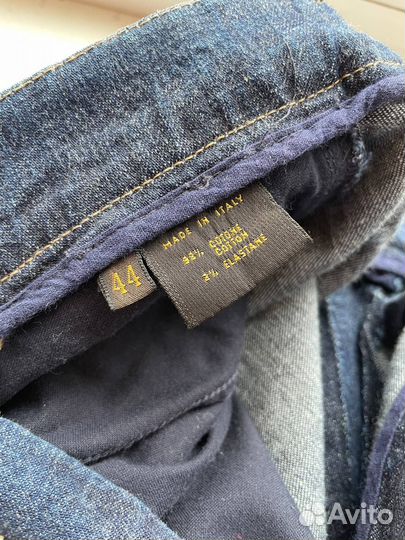 MADE IN ITALY
98% COTONE
COTTON
2% ELASTANE
44
Avito